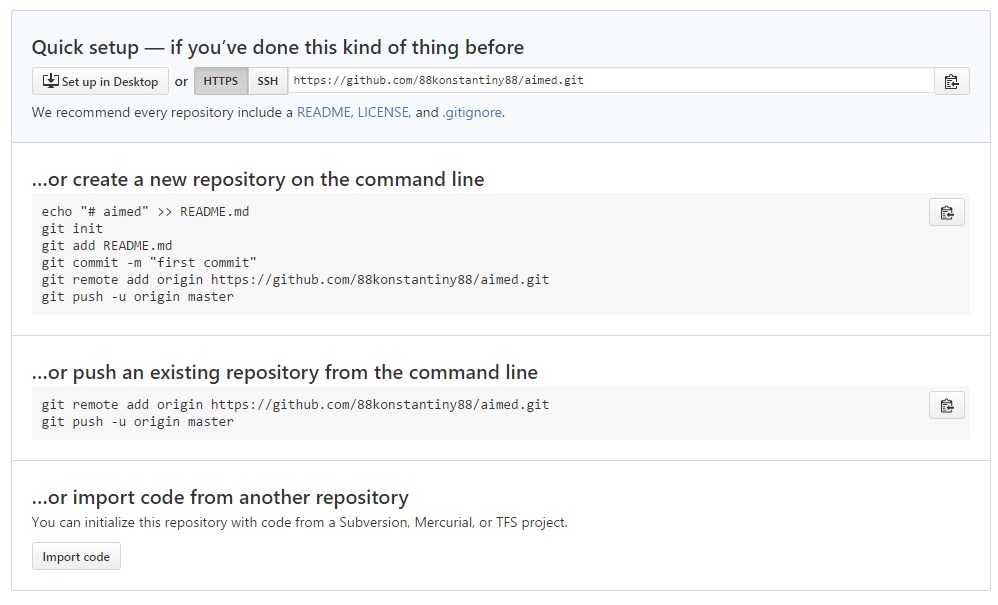 Quick setup — if you’ve done this kind of thing before
Set up in Desktop or HTTPS SSH https://github.com/88konstantiny88/aimed.git
We recommend every repository include a README, LICENSE, and .gitignore.
…or create a new repository on the command line
echo "# aimed" >> README.md
git init
git add README.md
git commit -m "first commit"
git remote add origin https://github.com/88konstantiny88/aimed.git
git push -u origin master
…or push an existing repository from the command line
git remote add origin https://github.com/88konstantiny88/aimed.git
git push -u origin master
…or import code from another repository
You can initialize this repository with code from a Subversion, Mercurial, or TFS project.
Import code